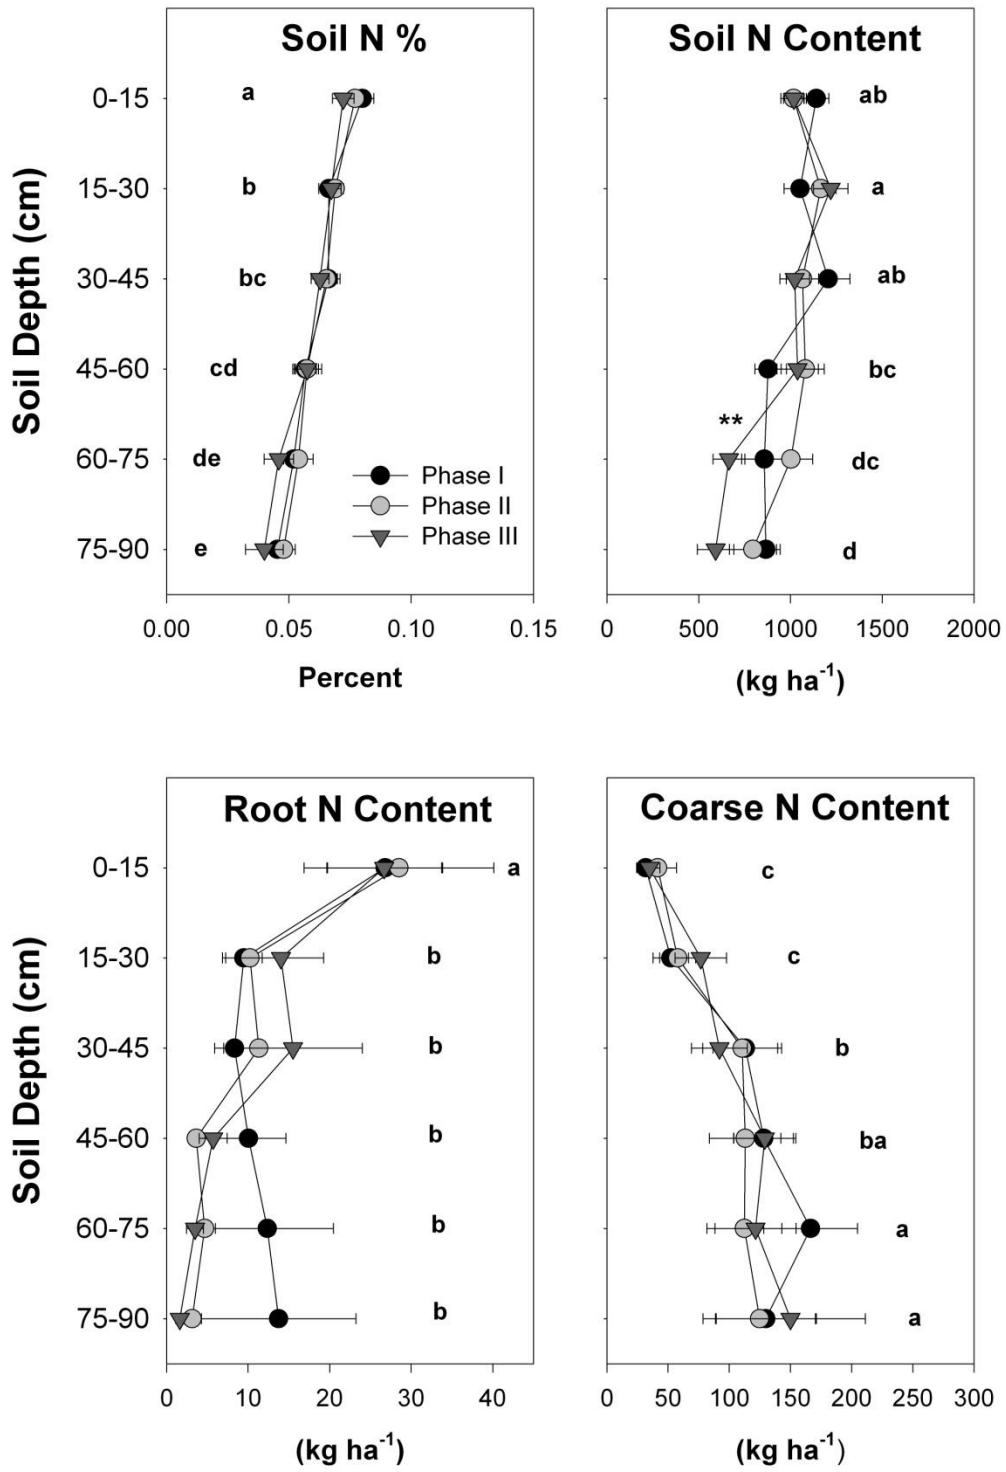 Soil N %
Soil N Content
Soil Depth (cm)
0-15 a ab
15-30 b a
30-45 bc ab
45-60 cd bc
**
60-75 de dc
75-90 e d
Phase I
Phase II
Phase III
0.00 0.05 0.10 0.15
0 500 1000 1500 2000
Percent
(kg ha⁻¹)
Root N Content
Coarse N Content
Soil Depth (cm)
0-15 a c
15-30 b c
30-45 b b
45-60 b ba
60-75 b a
75-90 b a
0 10 20 30 40
0 100 150 200 250 300
(kg ha⁻¹)
(kg ha⁻¹)